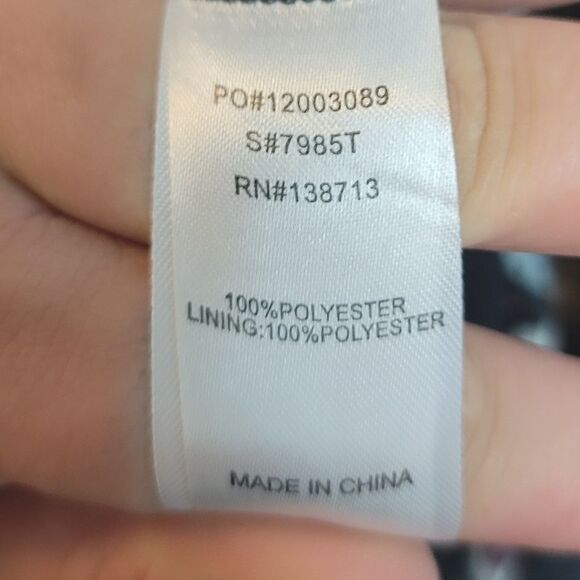 PO#12003089
S#7985T
RN#138713
100%POLYESTER
LINING:100%POLYESTER
MADE IN CHINA